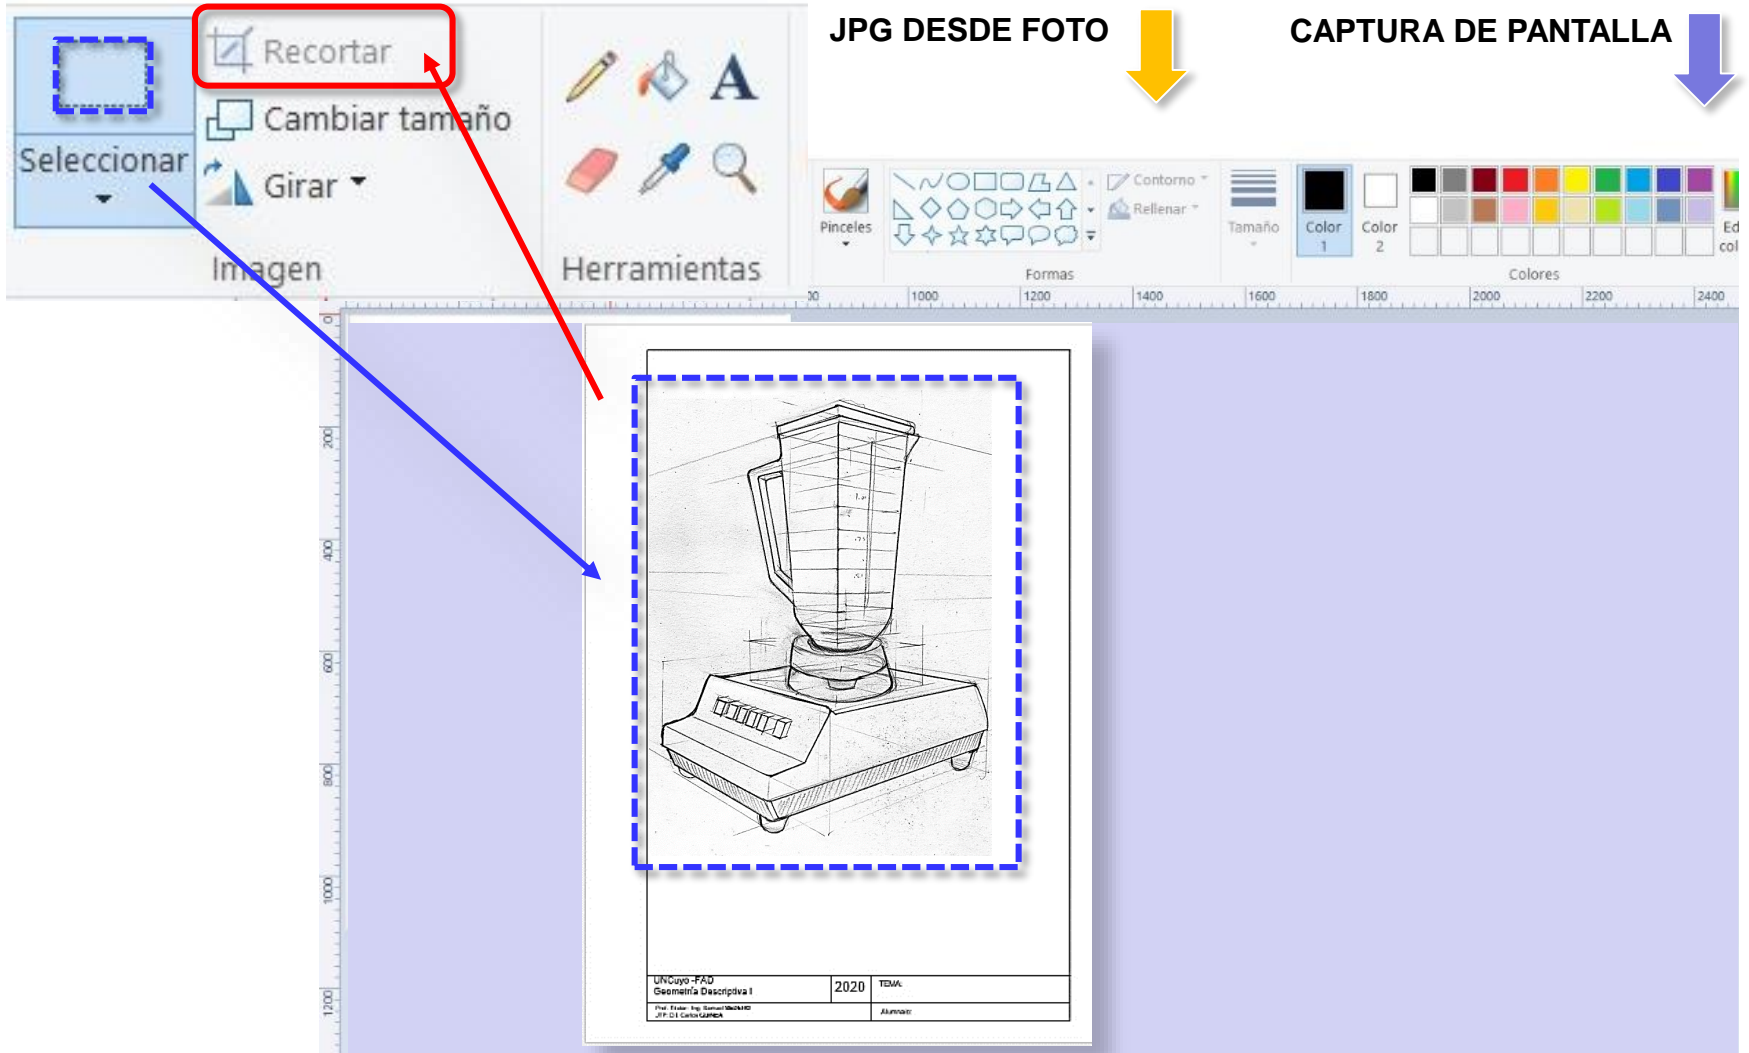 JPG DESDE FOTO
CAPTURA DE PANTALLA
Recortar
Cambiar tamaño
Seleccionar
Girar
Imagen
Herramientas
A
Pinceles
Contorno
Rellenar
Formas
Tamaño
Color
1
Color
2
Colores
1000
1200
1400
1600
1800
2000
2200
2400
0
200
400
600
800
1000
1200
UNCuyo -FAD
Geometría Descriptiva I
2020
TEMA: